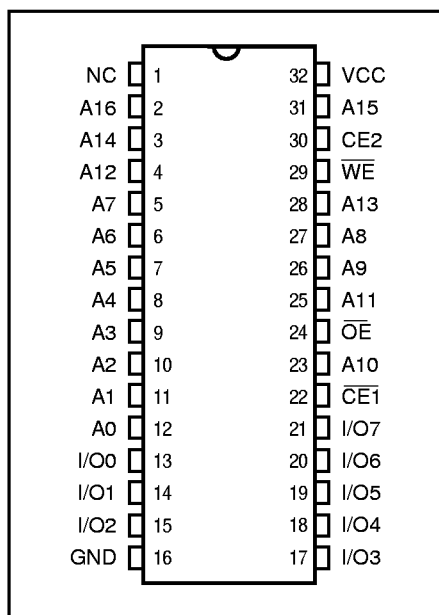 NC 1 32 VCC
A16 2 31 A15
A14 3 30 CE2
A12 4 29 W̅E̅
A7 5 28 A13
A6 6 27 A8
A5 7 26 A9
A4 8 25 A11
A3 9 24 O̅E̅
A2 10 23 A10
A1 11 22 C̅E̅1̅
A0 12 21 I/O7
I/O0 13 20 I/O6
I/O1 14 19 I/O5
I/O2 15 18 I/O4
GND 16 17 I/O3